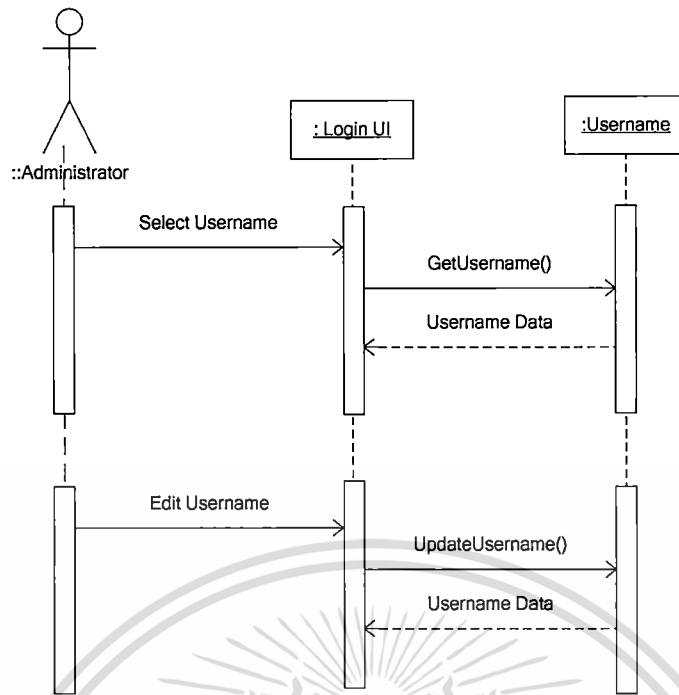 : Login UI
:Username
::Administrator
Select Username
GetUsername()
Username Data
Edit Username
UpdateUsername()
Username Data